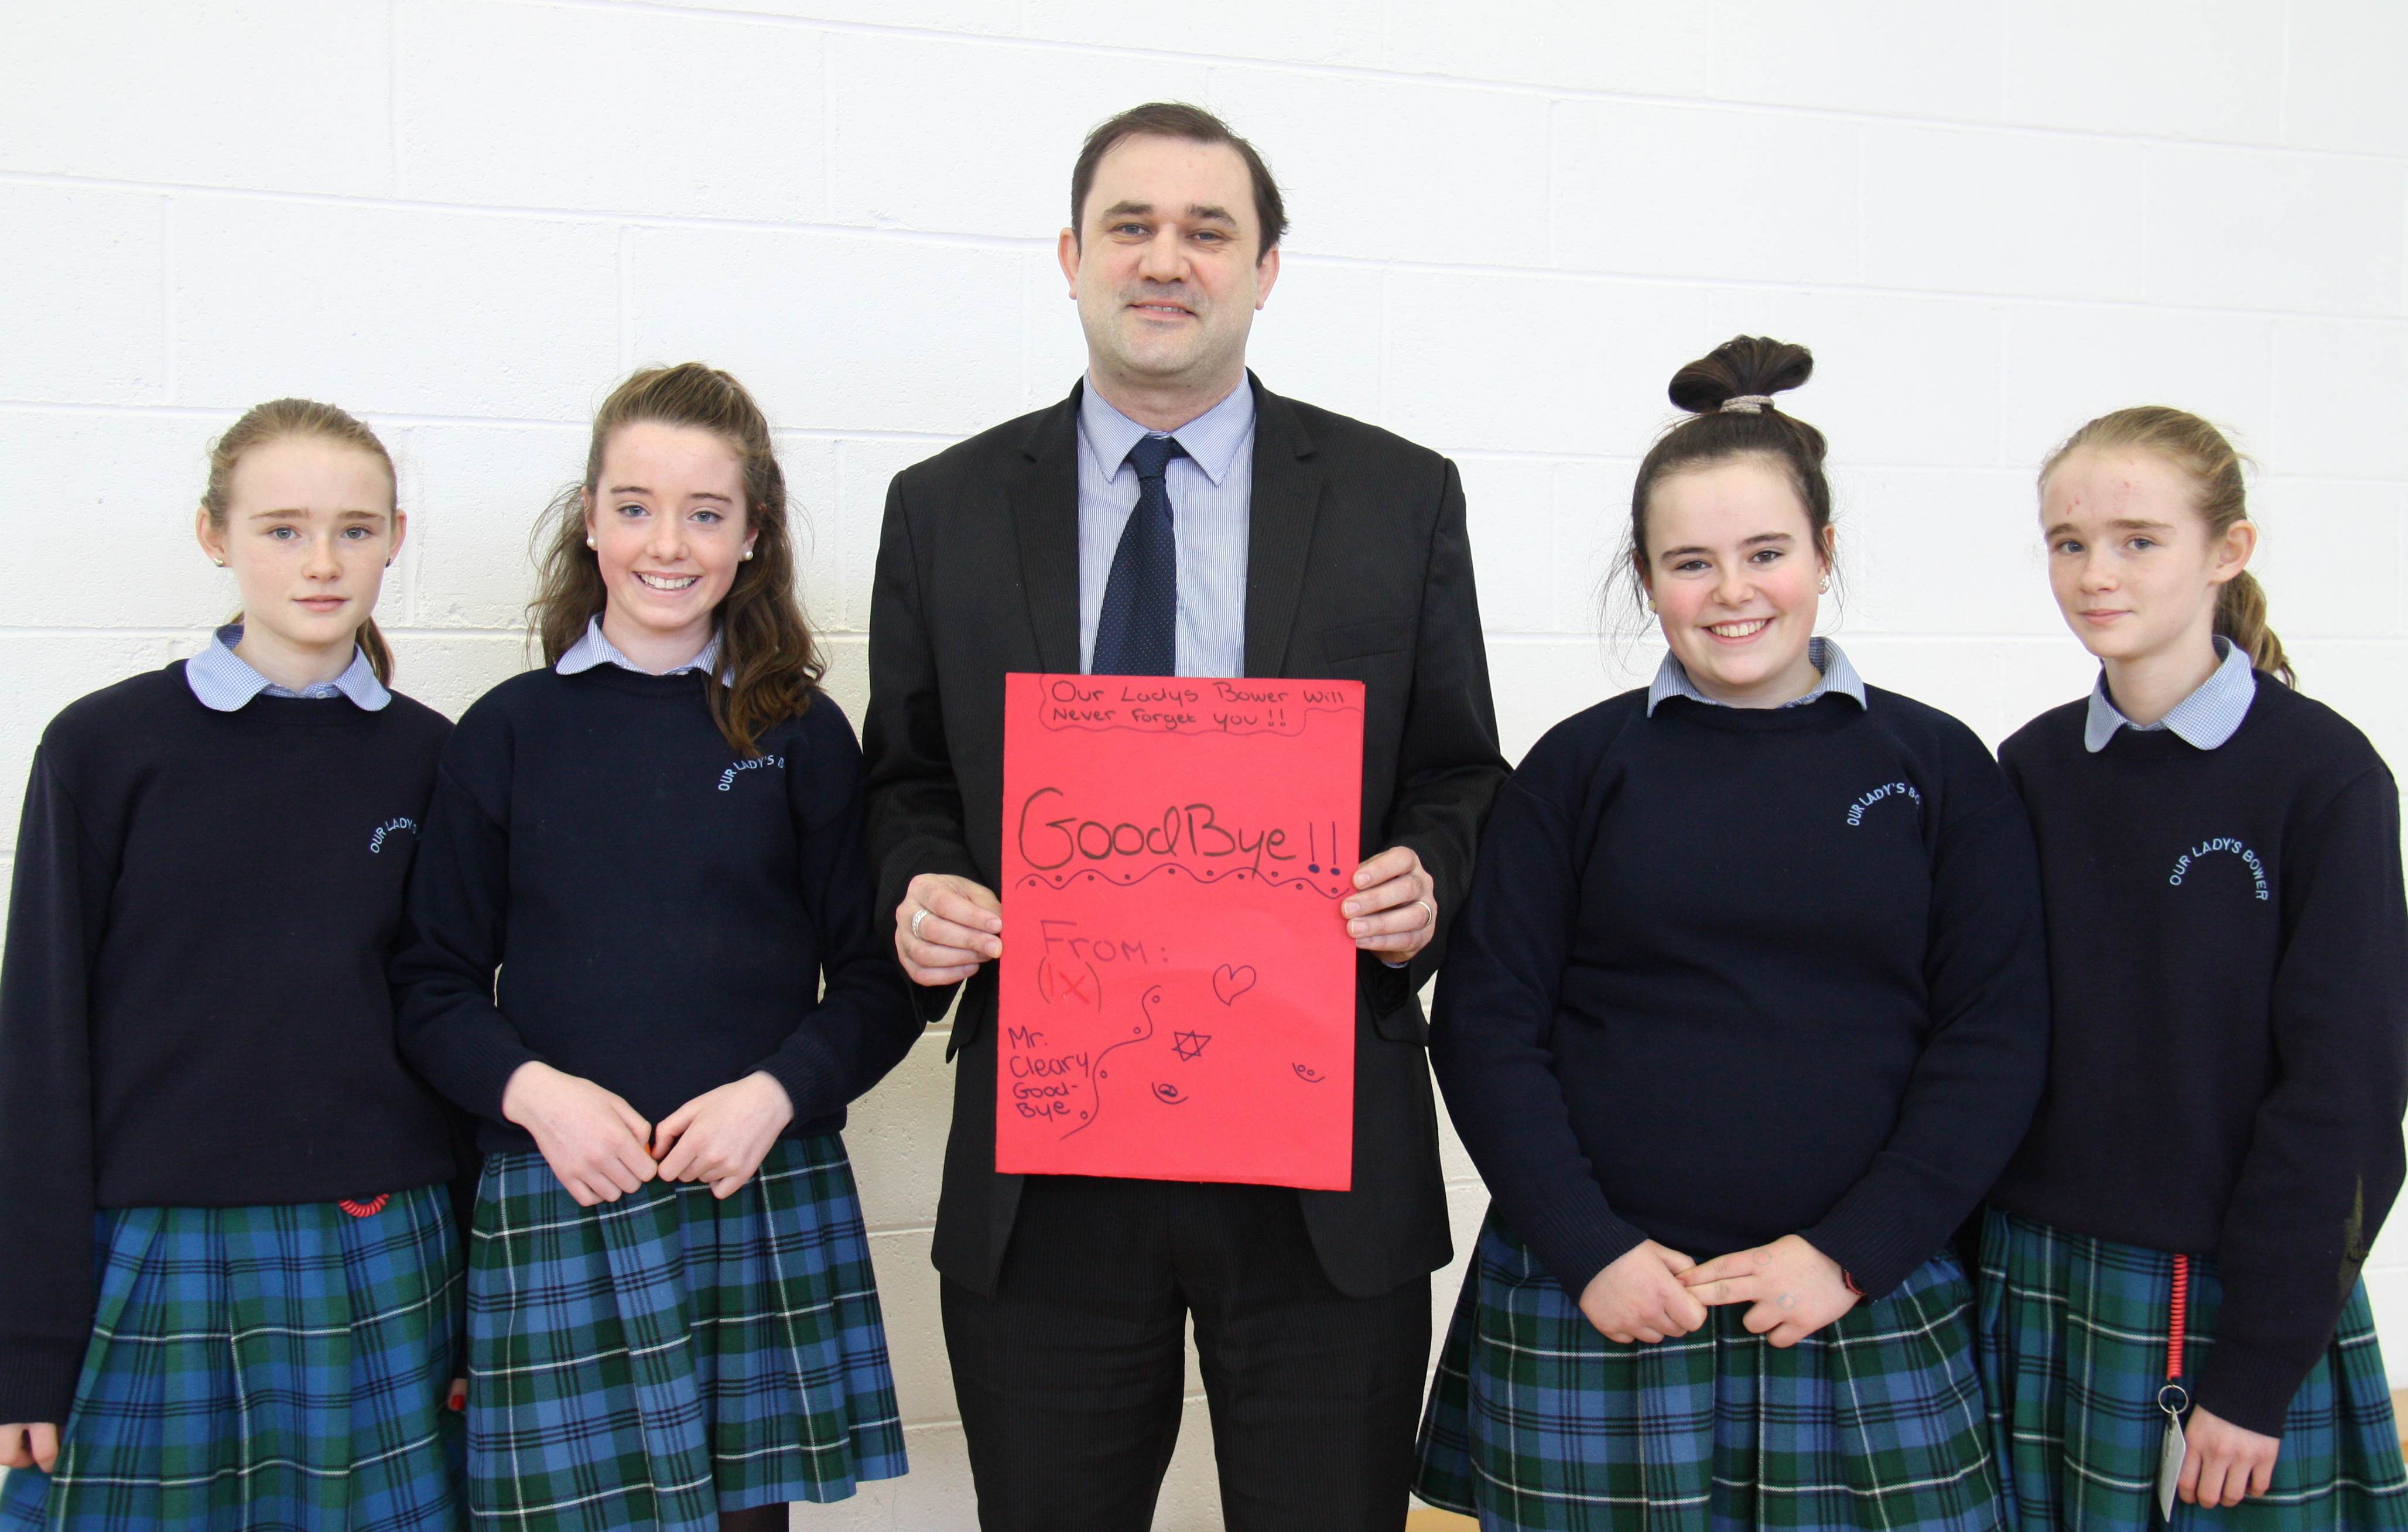 Our Ladys Bower Will
Never Forget you !!
GoodBye!!
From:
(1X)
Mr.
Cleary
Good-
Bye
OUR LADY'S
OUR LADY'S B
OUR LADY'S BO
OUR LADY'S BOWER